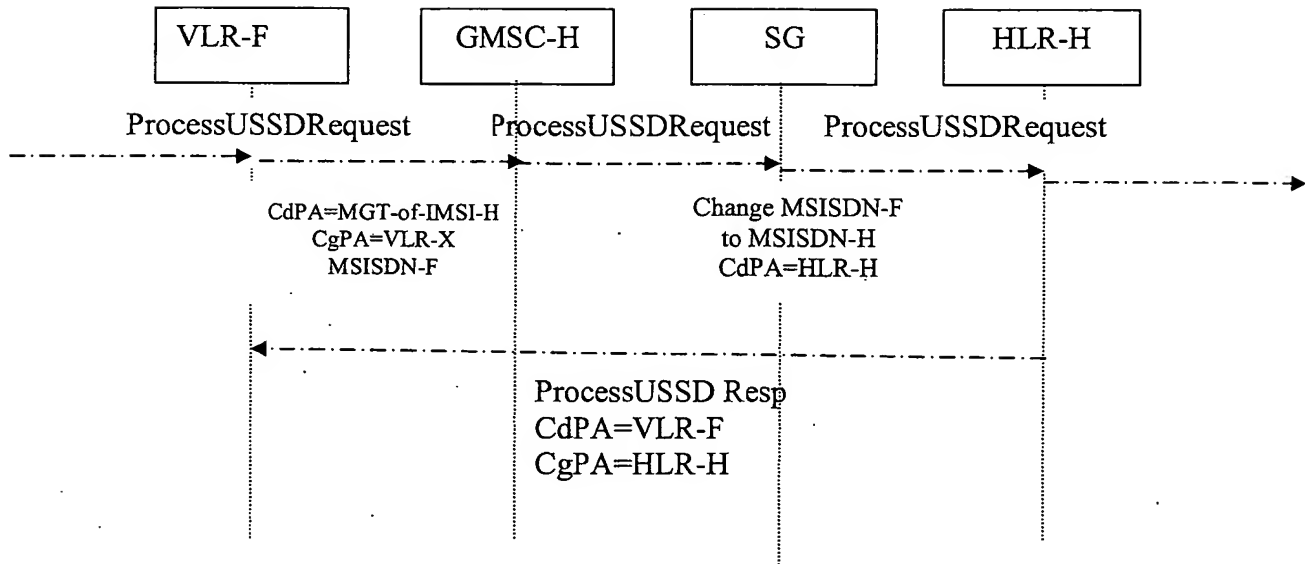 VLR-F
GMSC-H
SG
HLR-H
ProcessUSSDRequest
ProcessUSSDRequest
ProcessUSSDRequest
CdPA=MGT-of-IMSI-H
CgPA=VLR-X
MSISDN-F
Change MSISDN-F
to MSISDN-H
CdPA=HLR-H
ProcessUSSD Resp
CdPA=VLR-F
CgPA=HLR-H